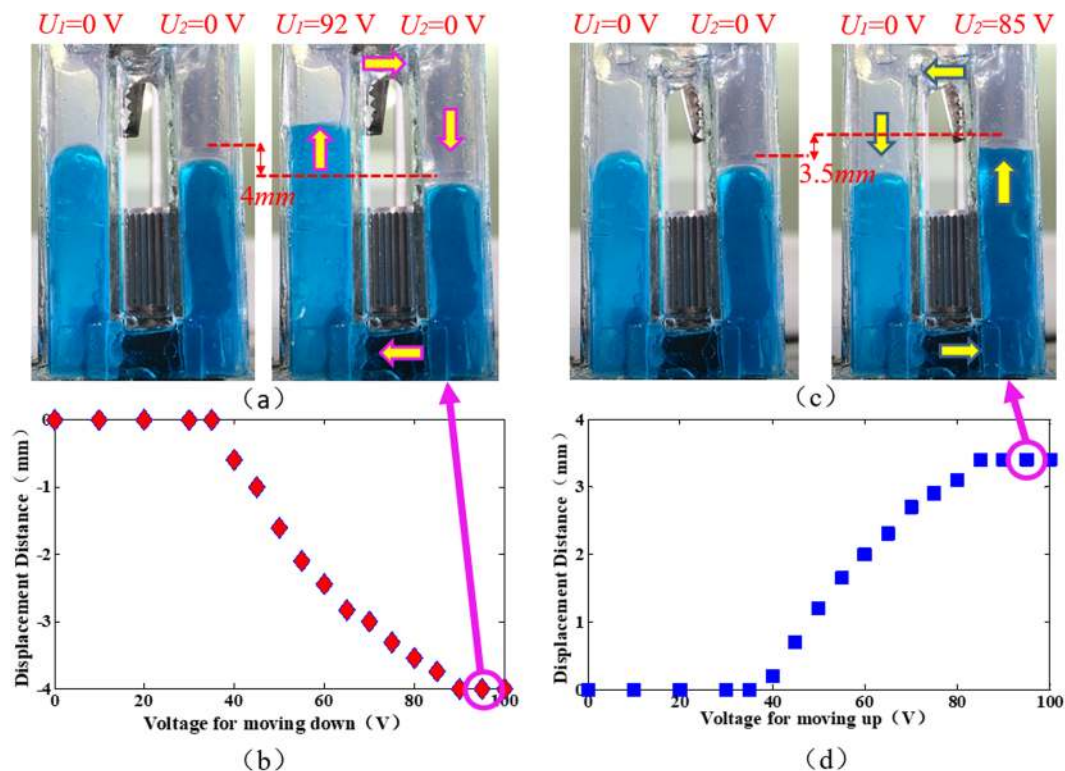 U₁=0 V U₂=0 V U₁=92 V U₂=0 V
U₁=0 V U₂=0 V U₁=0 V U₂=85 V
4mm
3.5mm
(a)
(c)
Displacement Distance (mm)
0
-1
-2
-3
-4
0 20 40 60 80 100
Voltage for moving down (V)
(b)
Displacement Distance (mm)
4
3
2
1
0
0 20 40 60 80 100
Voltage for moving up (V)
(d)